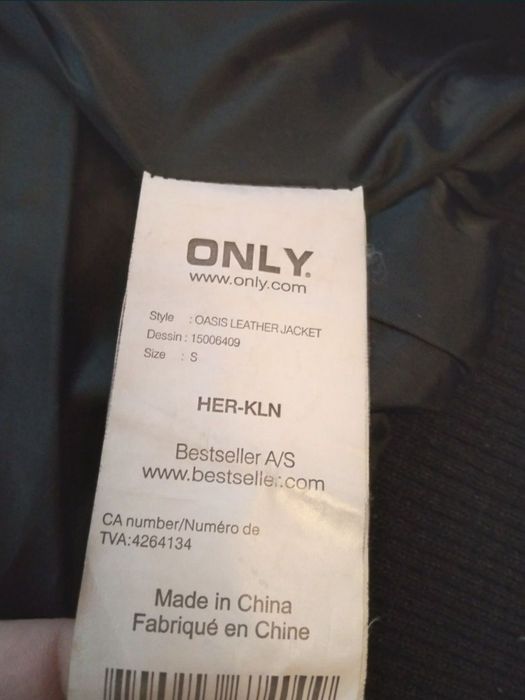 ONLY.
www.only.com
Style : OASIS LEATHER JACKET
Dessin : 15006409
Size : S
HER-KLN
Bestseller A/S
www.bestseller.com
CA number/Numéro de
TVA:4264134
Made in China
Fabriqué en Chine